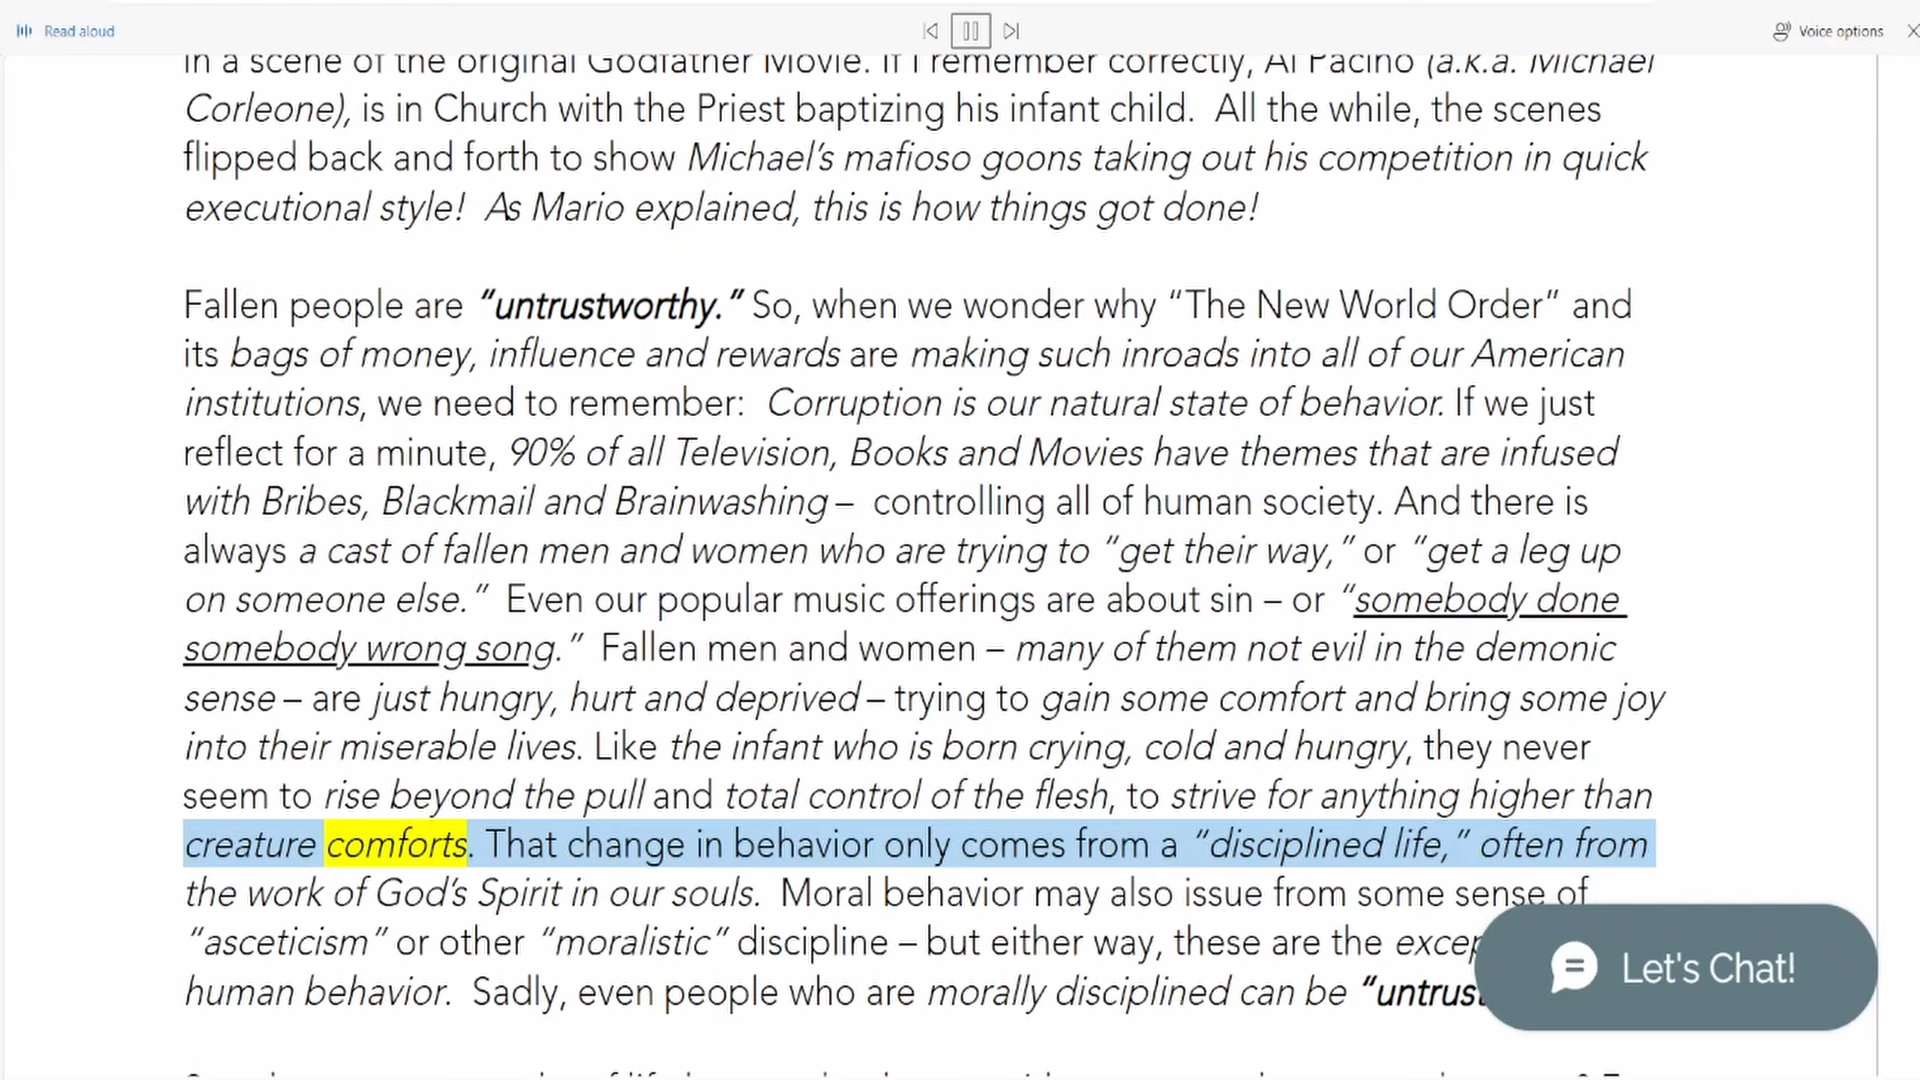 Read aloud
Voice options
in a scene of the original Godfather Movie. If I remember correctly, Al Pacino (a.k.a. Michael
Corleone), is in Church with the Priest baptizing his infant child.  All the while, the scenes
flipped back and forth to show Michael’s mafioso goons taking out his competition in quick
executional style!  As Mario explained, this is how things got done!
Fallen people are “untrustworthy.” So, when we wonder why “The New World Order” and
its bags of money, influence and rewards are making such inroads into all of our American
institutions, we need to remember:  Corruption is our natural state of behavior. If we just
reflect for a minute, 90% of all Television, Books and Movies have themes that are infused
with Bribes, Blackmail and Brainwashing –  controlling all of human society. And there is
always a cast of fallen men and women who are trying to “get their way,” or “get a leg up
on someone else.”  Even our popular music offerings are about sin – or “somebody done
somebody wrong song.”  Fallen men and women – many of them not evil in the demonic
sense – are just hungry, hurt and deprived – trying to gain some comfort and bring some joy
into their miserable lives. Like the infant who is born crying, cold and hungry, they never
seem to rise beyond the pull and total control of the flesh, to strive for anything higher than
creature comforts. That change in behavior only comes from a “disciplined life,” often from
the work of God’s Spirit in our souls.  Moral behavior may also issue from some sense of
“asceticism” or other “moralistic” discipline – but either way, these are the
human behavior.  Sadly, even people who are morally disciplined can be
Let's Chat!